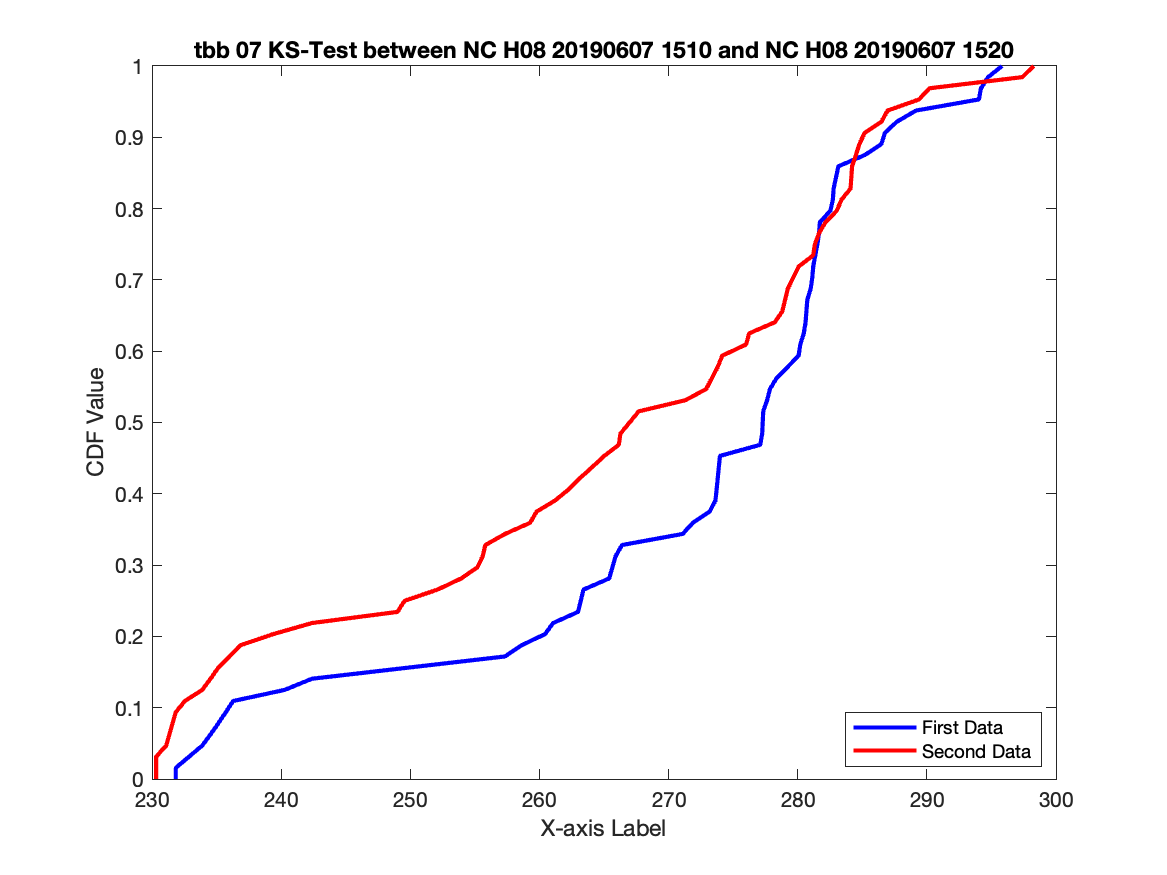 tbb 07 KS-Test between NC H08 20190607 1510 and NC H08 20190607 1520
1
0.9
0.8
0.7
0.6
0.5
0.4
0.3
0.2
0.1
0
CDF Value
First Data
Second Data
230 240 250 260 270 280 290 300
X-axis Label